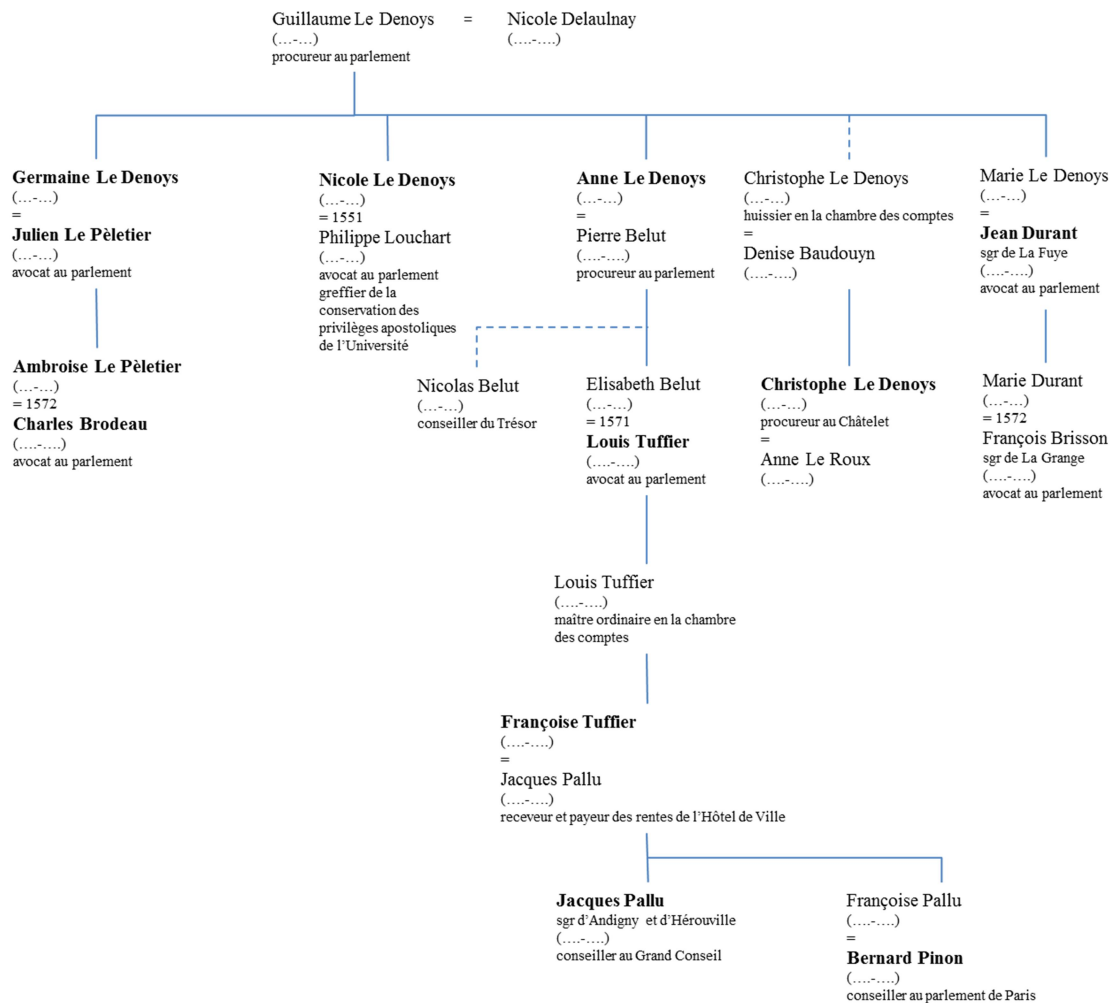 Guillaume Le Denoys = Nicole Delaulnay
(…-…) (….-….)
procureur au parlement
Germaine Le Denoys
(…-…)
=
Julien Le Pèletier
(…-…)
avocat au parlement
Nicole Le Denoys
(…-…)
= 1551
Philippe Louchart
(…-…)
avocat au parlement
greffier de la
conservation des
privilèges apostoliques
de l’Université
Anne Le Denoys
(…-…)
=
Pierre Belut
(….-….)
procureur au parlement
Christophe Le Denoys
(…-…)
huissier en la chambre des comptes
=
Denise Baudouyn
(….-….)
Marie Le Denoys
(…-…)
=
Jean Durant
sgr de La Fuye
(….-….)
avocat au parlement
Ambroise Le Pèletier
(…-…)
= 1572
Charles Brodeau
(….-….)
avocat au parlement
Nicolas Belut
(…-…)
conseiller du Trésor
Elisabeth Belut
(…-…)
= 1571
Louis Tuffier
(….-….)
avocat au parlement
Christophe Le Denoys
(…-…)
procureur au Châtelet
=
Anne Le Roux
(….-….)
Marie Durant
(…-…)
= 1572
François Brisson
sgr de La Grange
(….-….)
avocat au parlement
Louis Tuffier
(….-….)
maître ordinaire en la chambre
des comptes
Françoise Tuffier
(….-….)
=
Jacques Pallu
(….-….)
receveur et payeur des rentes de l’Hôtel de Ville
Jacques Pallu
sgr d’Andigny et d’Hérouville
(….-….)
conseiller au Grand Conseil
Françoise Pallu
(….-….)
=
Bernard Pinon
(….-….)
conseiller au parlement de Paris